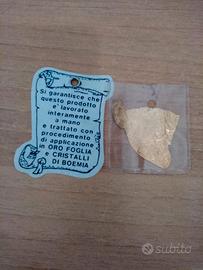 Si garantisce che
questo prodotto
e' lavorato
interamente
a mano
e trattato con
procedimento
di applicazione
in ORO FOGLIA
e CRISTALLI
DI BOEMIA
subito